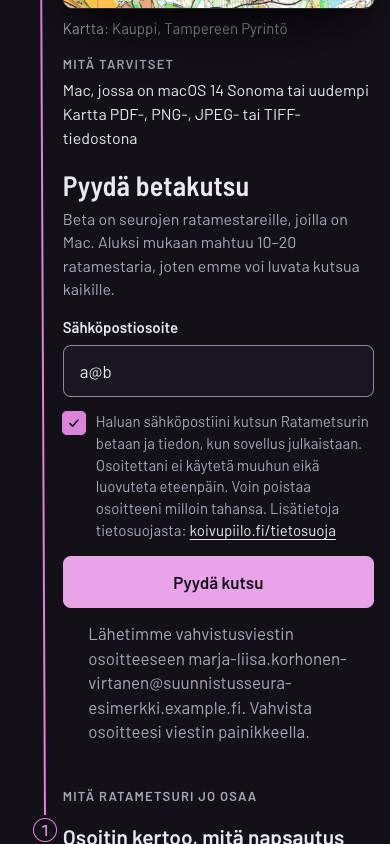 Kartta: Kauppi, Tampereen Pyrintö
MITÄ TARVITSET
Mac, jossa on macOS 14 Sonoma tai uudempi
Kartta PDF-, PNG-, JPEG- tai TIFF-
tiedostona
Pyydä betakutsu
Beta on seurojen ratamestareille, joilla on
Mac. Aluksi mukaan mahtuu 10–20
ratamestaria, joten emme voi luvata kutsua
kaikille.
Sähköpostiosoite
a@b
Haluan sähköpostiini kutsun Ratametsurin
betaan ja tiedon, kun sovellus julkaistaan.
Osoitettani ei käytetä muuhun eikä
luovuteta eteenpäin. Voin poistaa
osoitteeni milloin tahansa. Lisätietoja
tietosuojasta: koivupiilo.fi/tietosuoja
Pyydä kutsu
Lähetimme vahvistusviestin
osoitteeseen marja-liisa.korhonen-
virtanen@suunnistusseura-
esimerkki.example.fi. Vahvista
osoitteesi viestin painikkeella.
MITÄ RATAMETSURI JO OSAA
1 Osoitin kertoo, mitä napsautus